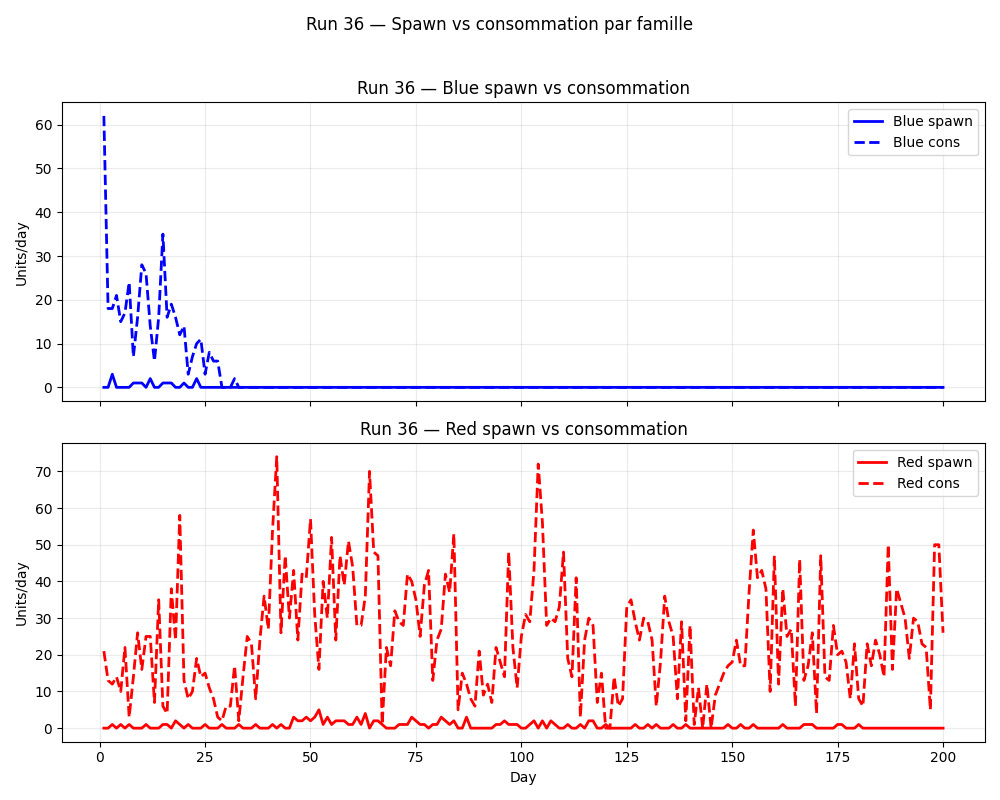 Run 36 — Spawn vs consommation par famille
Run 36 — Blue spawn vs consommation
60
50
40
30
20
10
0
Units/day
Blue spawn
Blue cons
Run 36 — Red spawn vs consommation
70
60
50
40
30
20
10
0
Units/day
Red spawn
Red cons
0 25 50 75 100 125 150 175 200
Day